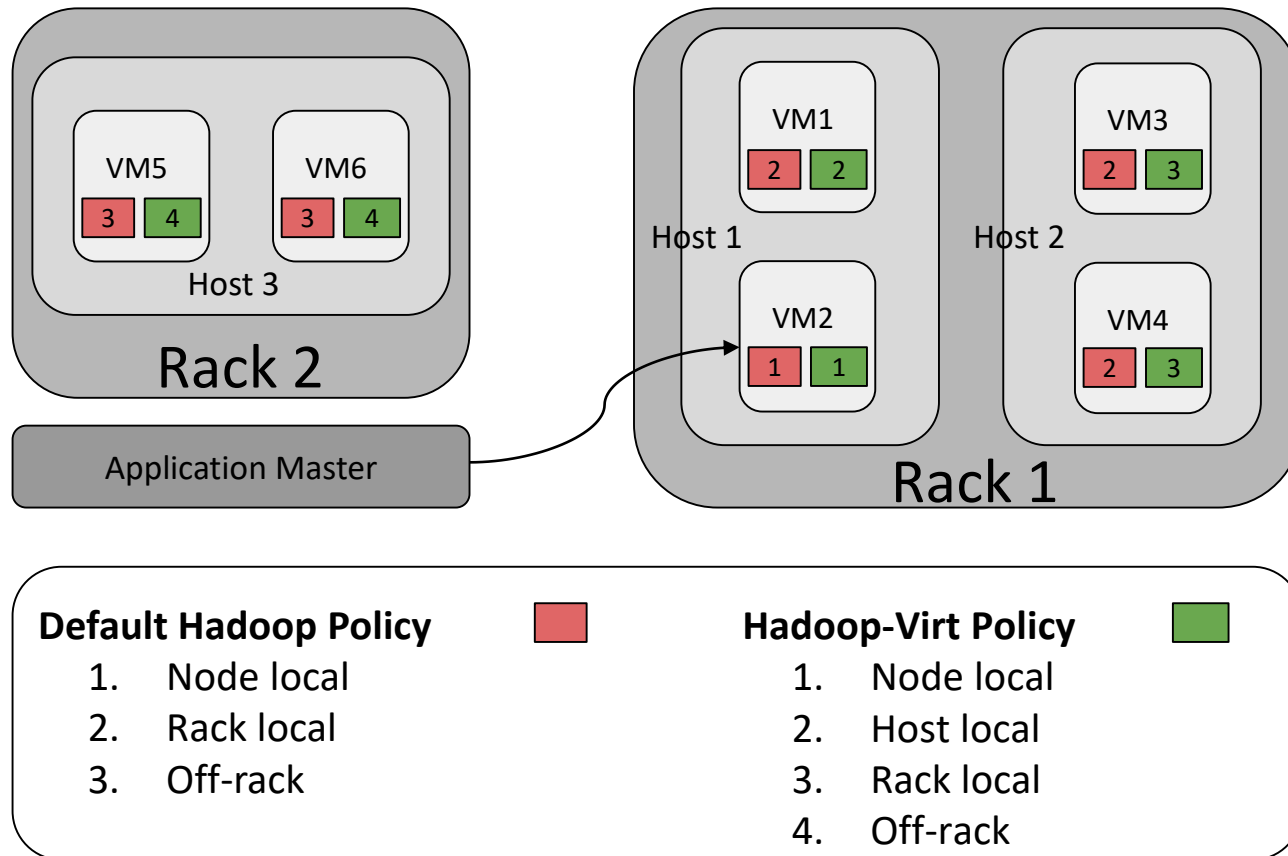 VM5
3 4
VM6
3 4
Host 3
Rack 2
Application Master
VM1
2 2
Host 1
VM2
1 1
VM3
2 3
Host 2
VM4
2 3
Rack 1
Default Hadoop Policy
1. Node local
2. Rack local
3. Off-rack
Hadoop-Virt Policy
1. Node local
2. Host local
3. Rack local
4. Off-rack